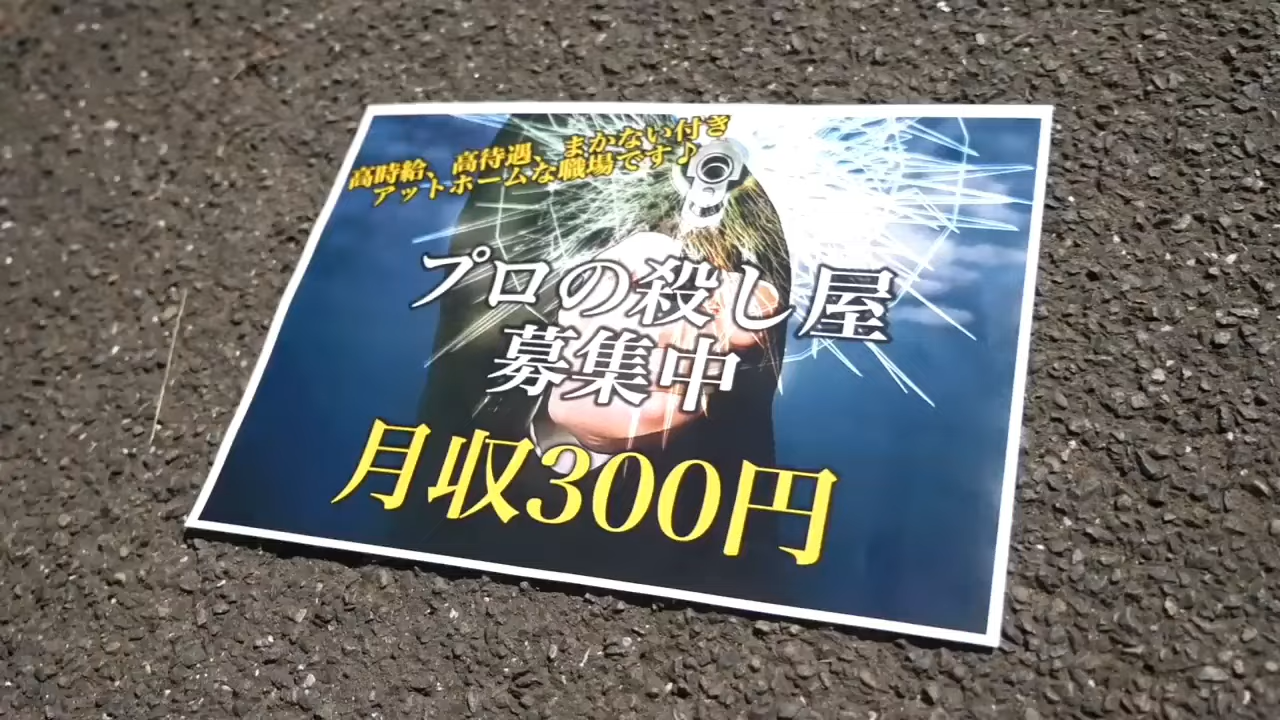 高時給、高待遇、まかない付き
アットホームな職場です♪
プロの殺し屋
募集中
月収300円